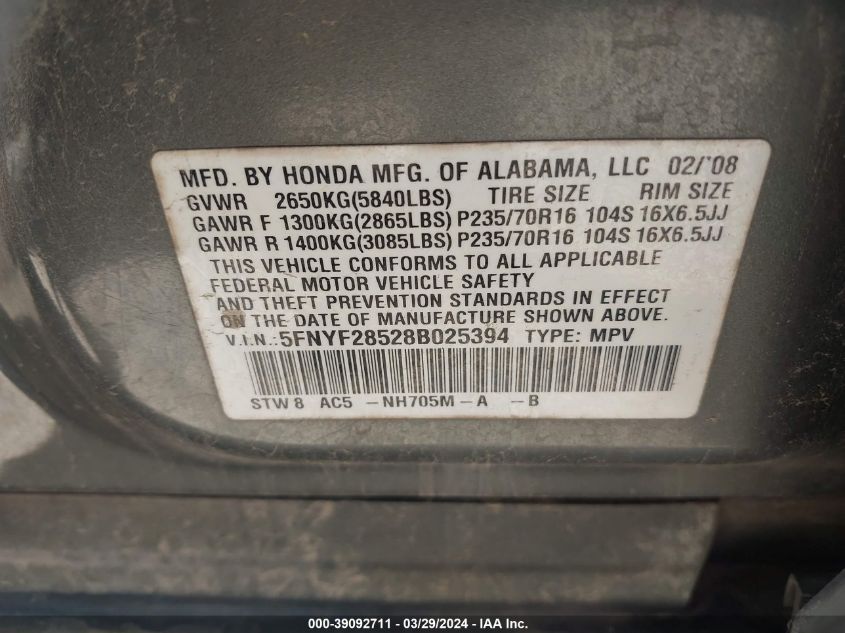 MFD. BY HONDA MFG. OF ALABAMA, LLC 02/'08
GVWR 2650KG(5840LBS) TIRE SIZE RIM SIZE
GAWR F 1300KG(2865LBS) P235/70R16 104S 16X6.5JJ
GAWR R 1400KG(3085LBS) P235/70R16 104S 16X6.5JJ
THIS VEHICLE CONFORMS TO ALL APPLICABLE
FEDERAL MOTOR VEHICLE SAFETY
AND THEFT PREVENTION STANDARDS IN EFFECT
ON THE DATE OF MANUFACTURE SHOWN ABOVE.
V.I.N.:5FNYF28528B025394 TYPE: MPV
STW8 AC5 -NH705M-A -B
000-39092711 - 03/29/2024 - IAA Inc.